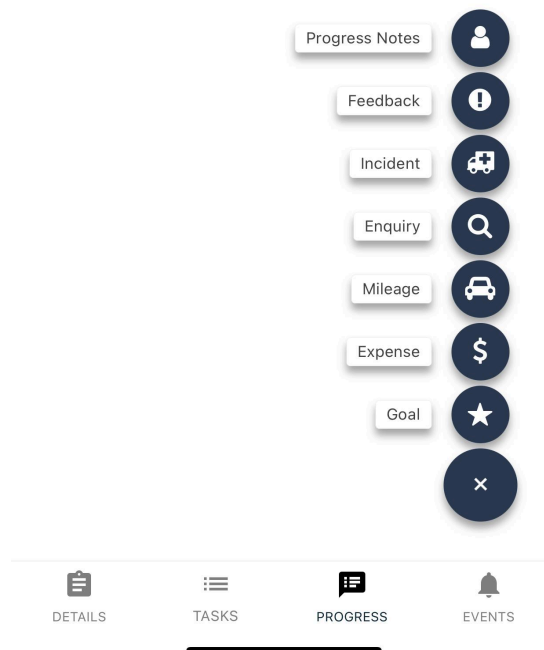 Progress Notes
Feedback
Incident
Enquiry
Mileage
Expense
Goal
DETAILS TASKS PROGRESS EVENTS